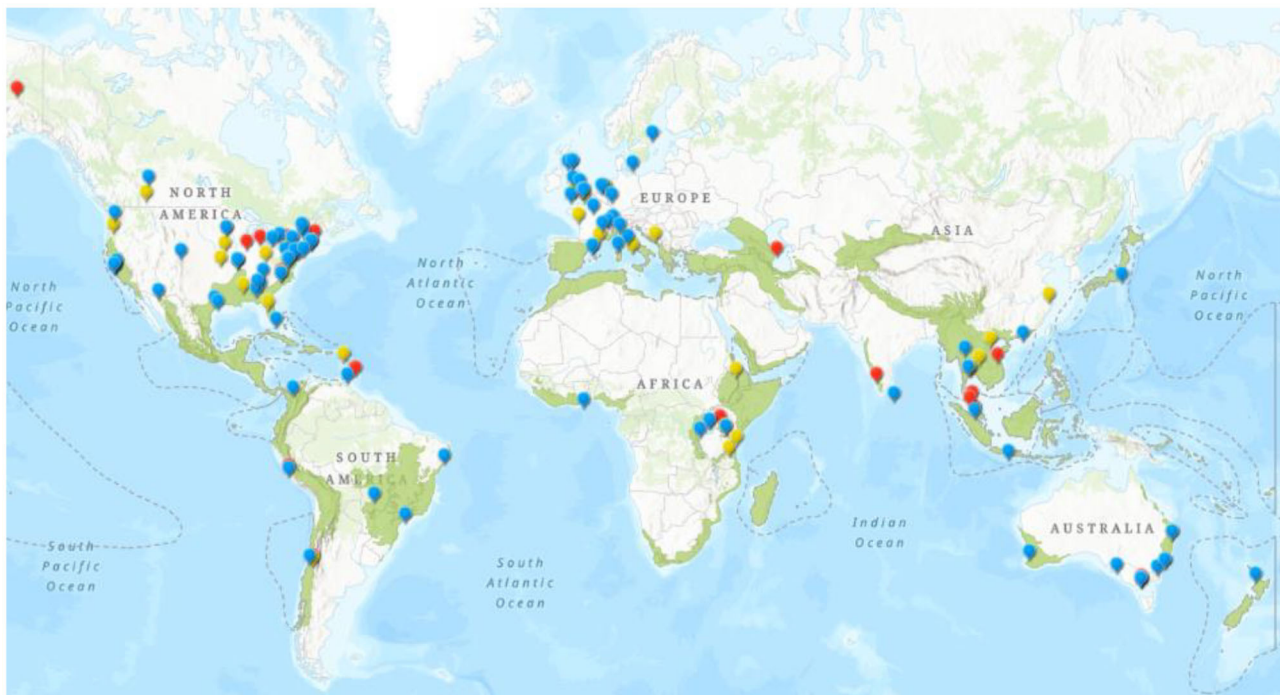 NORTH
AMERICA
EUROPE
ASIA
North
Atlantic
Ocean
North
Pacific
Ocean
North
Pacific
Ocean
AFRICA
SOUTH
AMERICA
Indian
Ocean
AUSTRALIA
South
Pacific
Ocean
South
Atlantic
Ocean